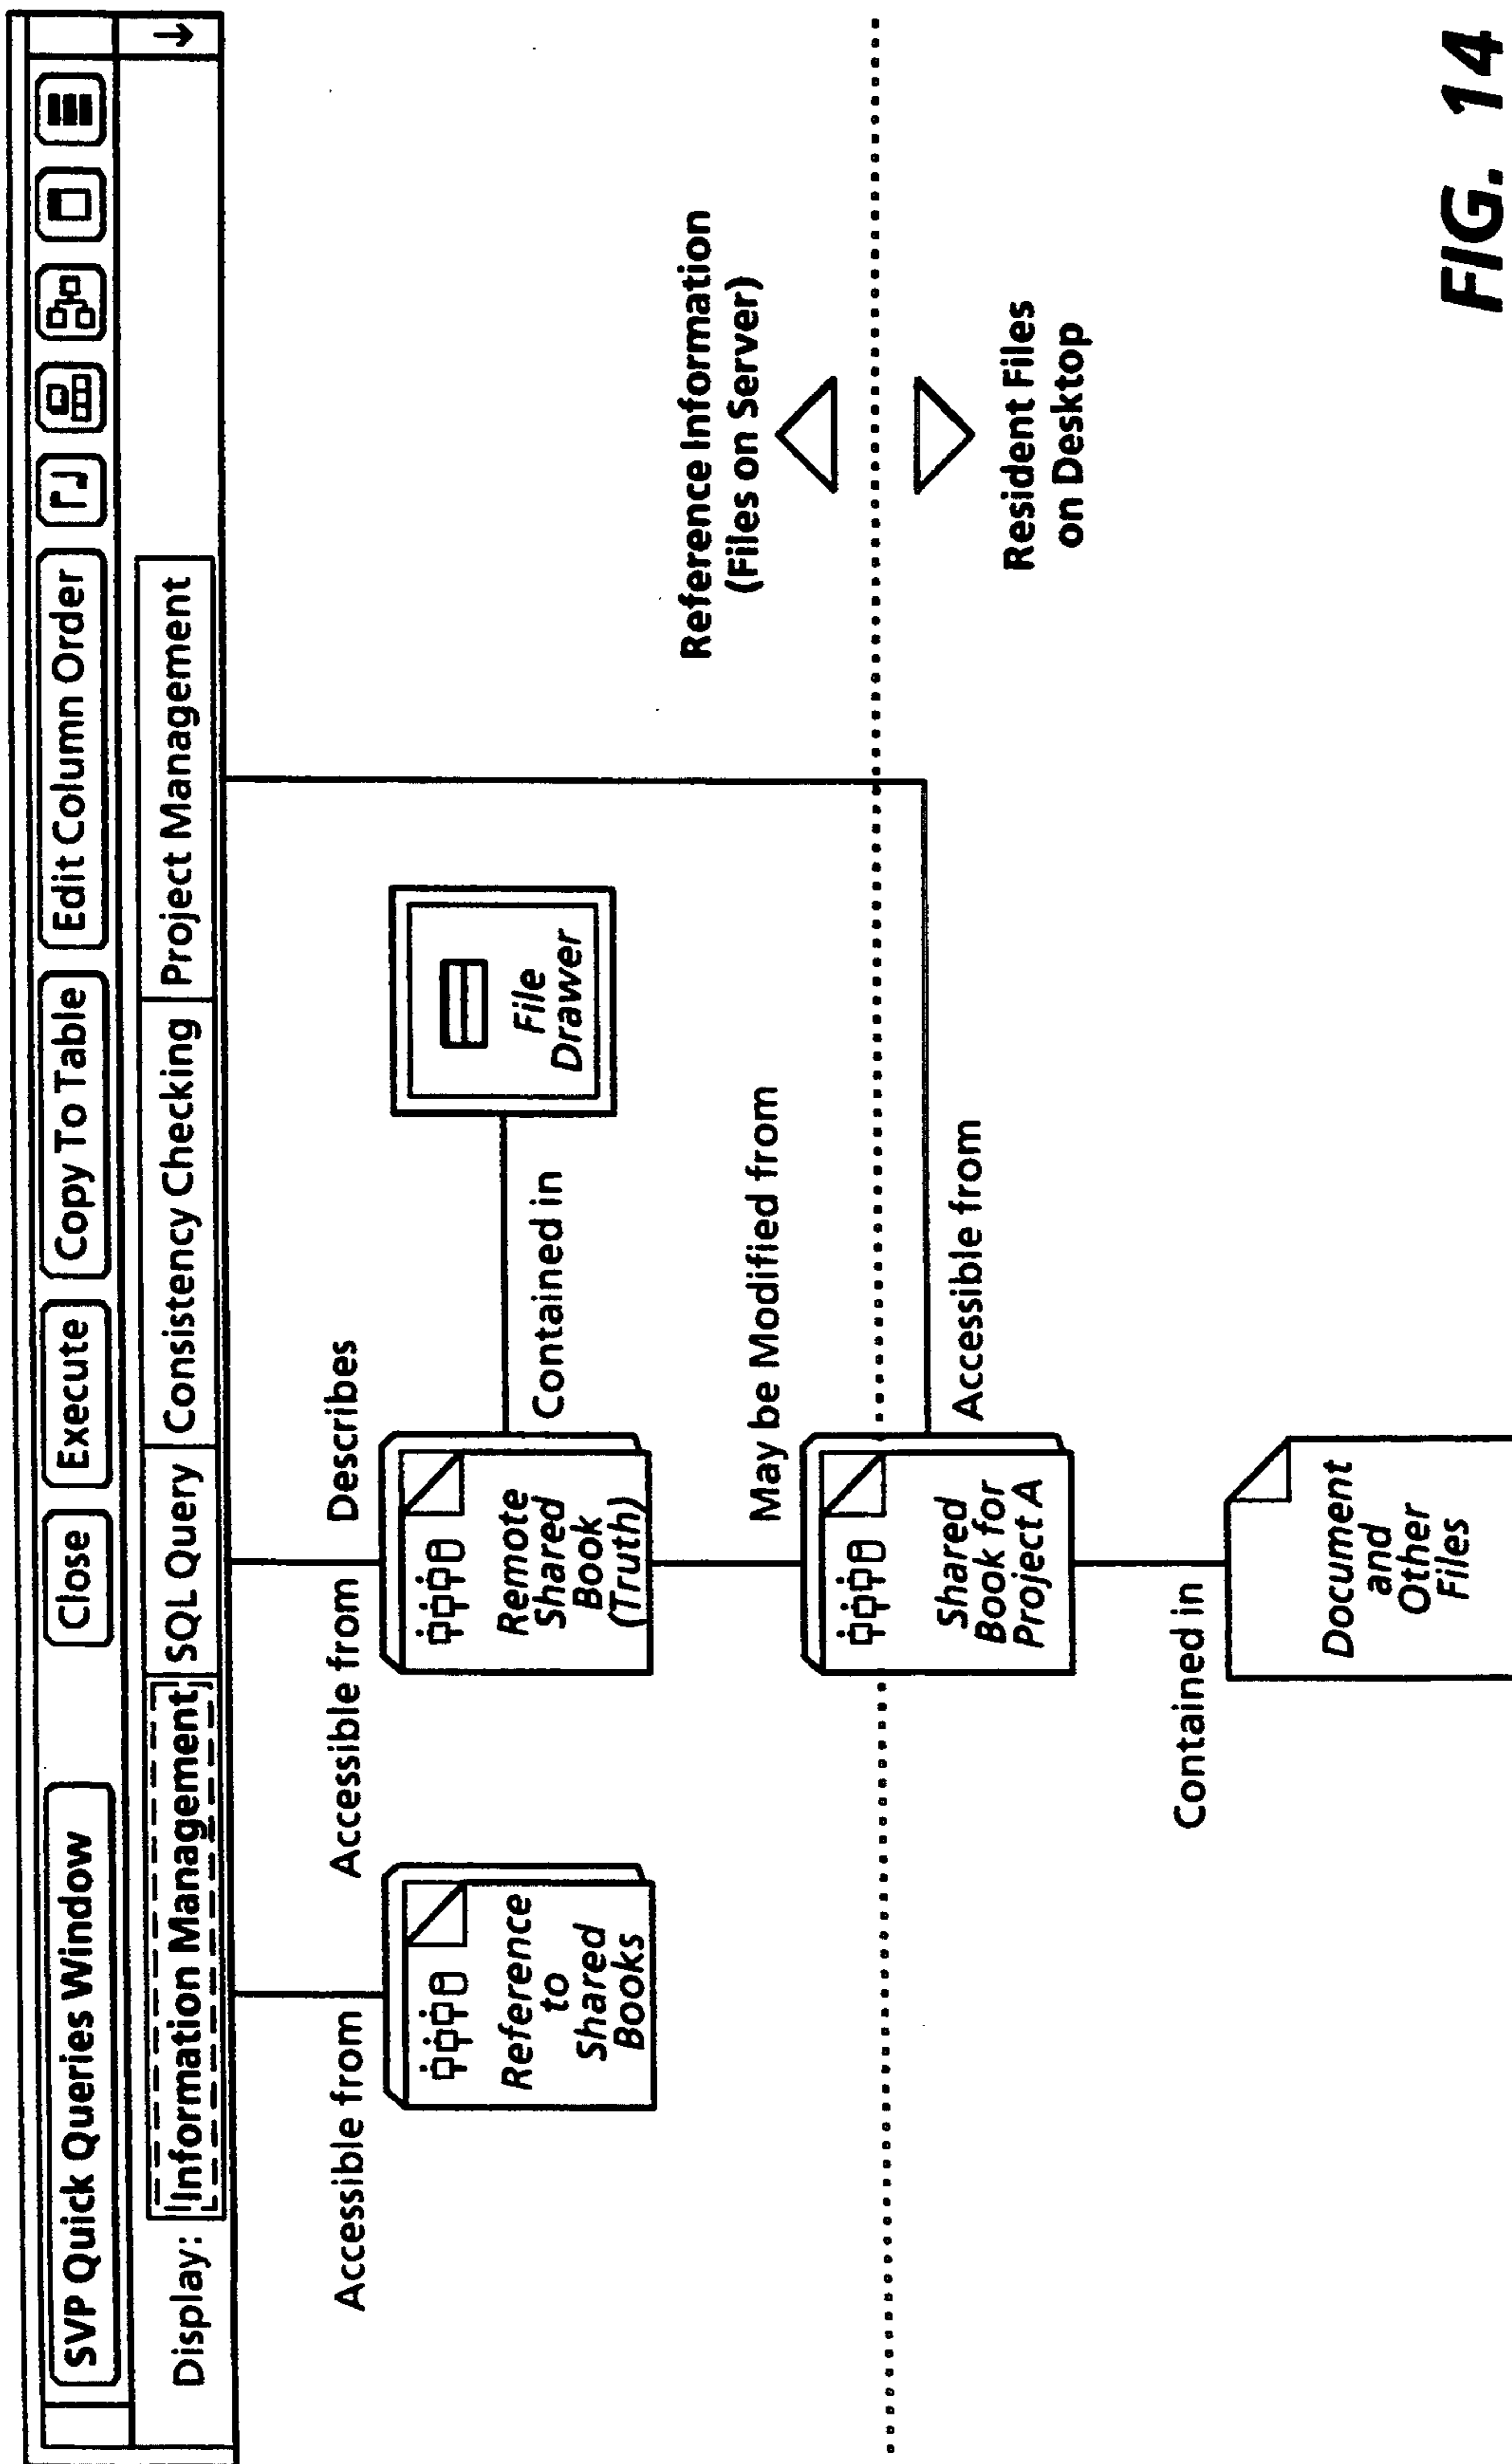 SVP Quick Queries Window Close Execute Copy To Table Edit Column Order
Display: Information Management SQL Query Consistency Checking Project Management
Accessible from
Accessible from
Describes
Reference
to
Shared
Books
Remote
Shared
Book
(Truth)
Contained in
File
Drawer
Reference Information
(Files on Server)
May be Modified from
Resident Files
on Desktop
Shared
Book for
Project A
Accessible from
Contained in
Document
and
Other
Files
FIG. 14